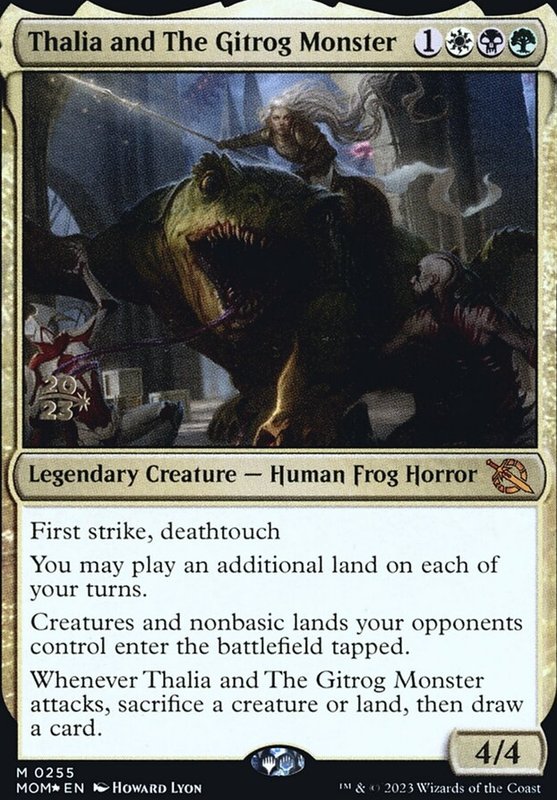 Thalia and The Gitrog Monster 1
20
23
Legendary Creature — Human Frog Horror
First strike, deathtouch
You may play an additional land on each of
your turns.
Creatures and nonbasic lands your opponents
control enter the battlefield tapped.
Whenever Thalia and The Gitrog Monster
attacks, sacrifice a creature or land, then draw
a card.
4/4
M 0255
MOM★EN Howard Lyon ™ & © 2023 Wizards of the Coast